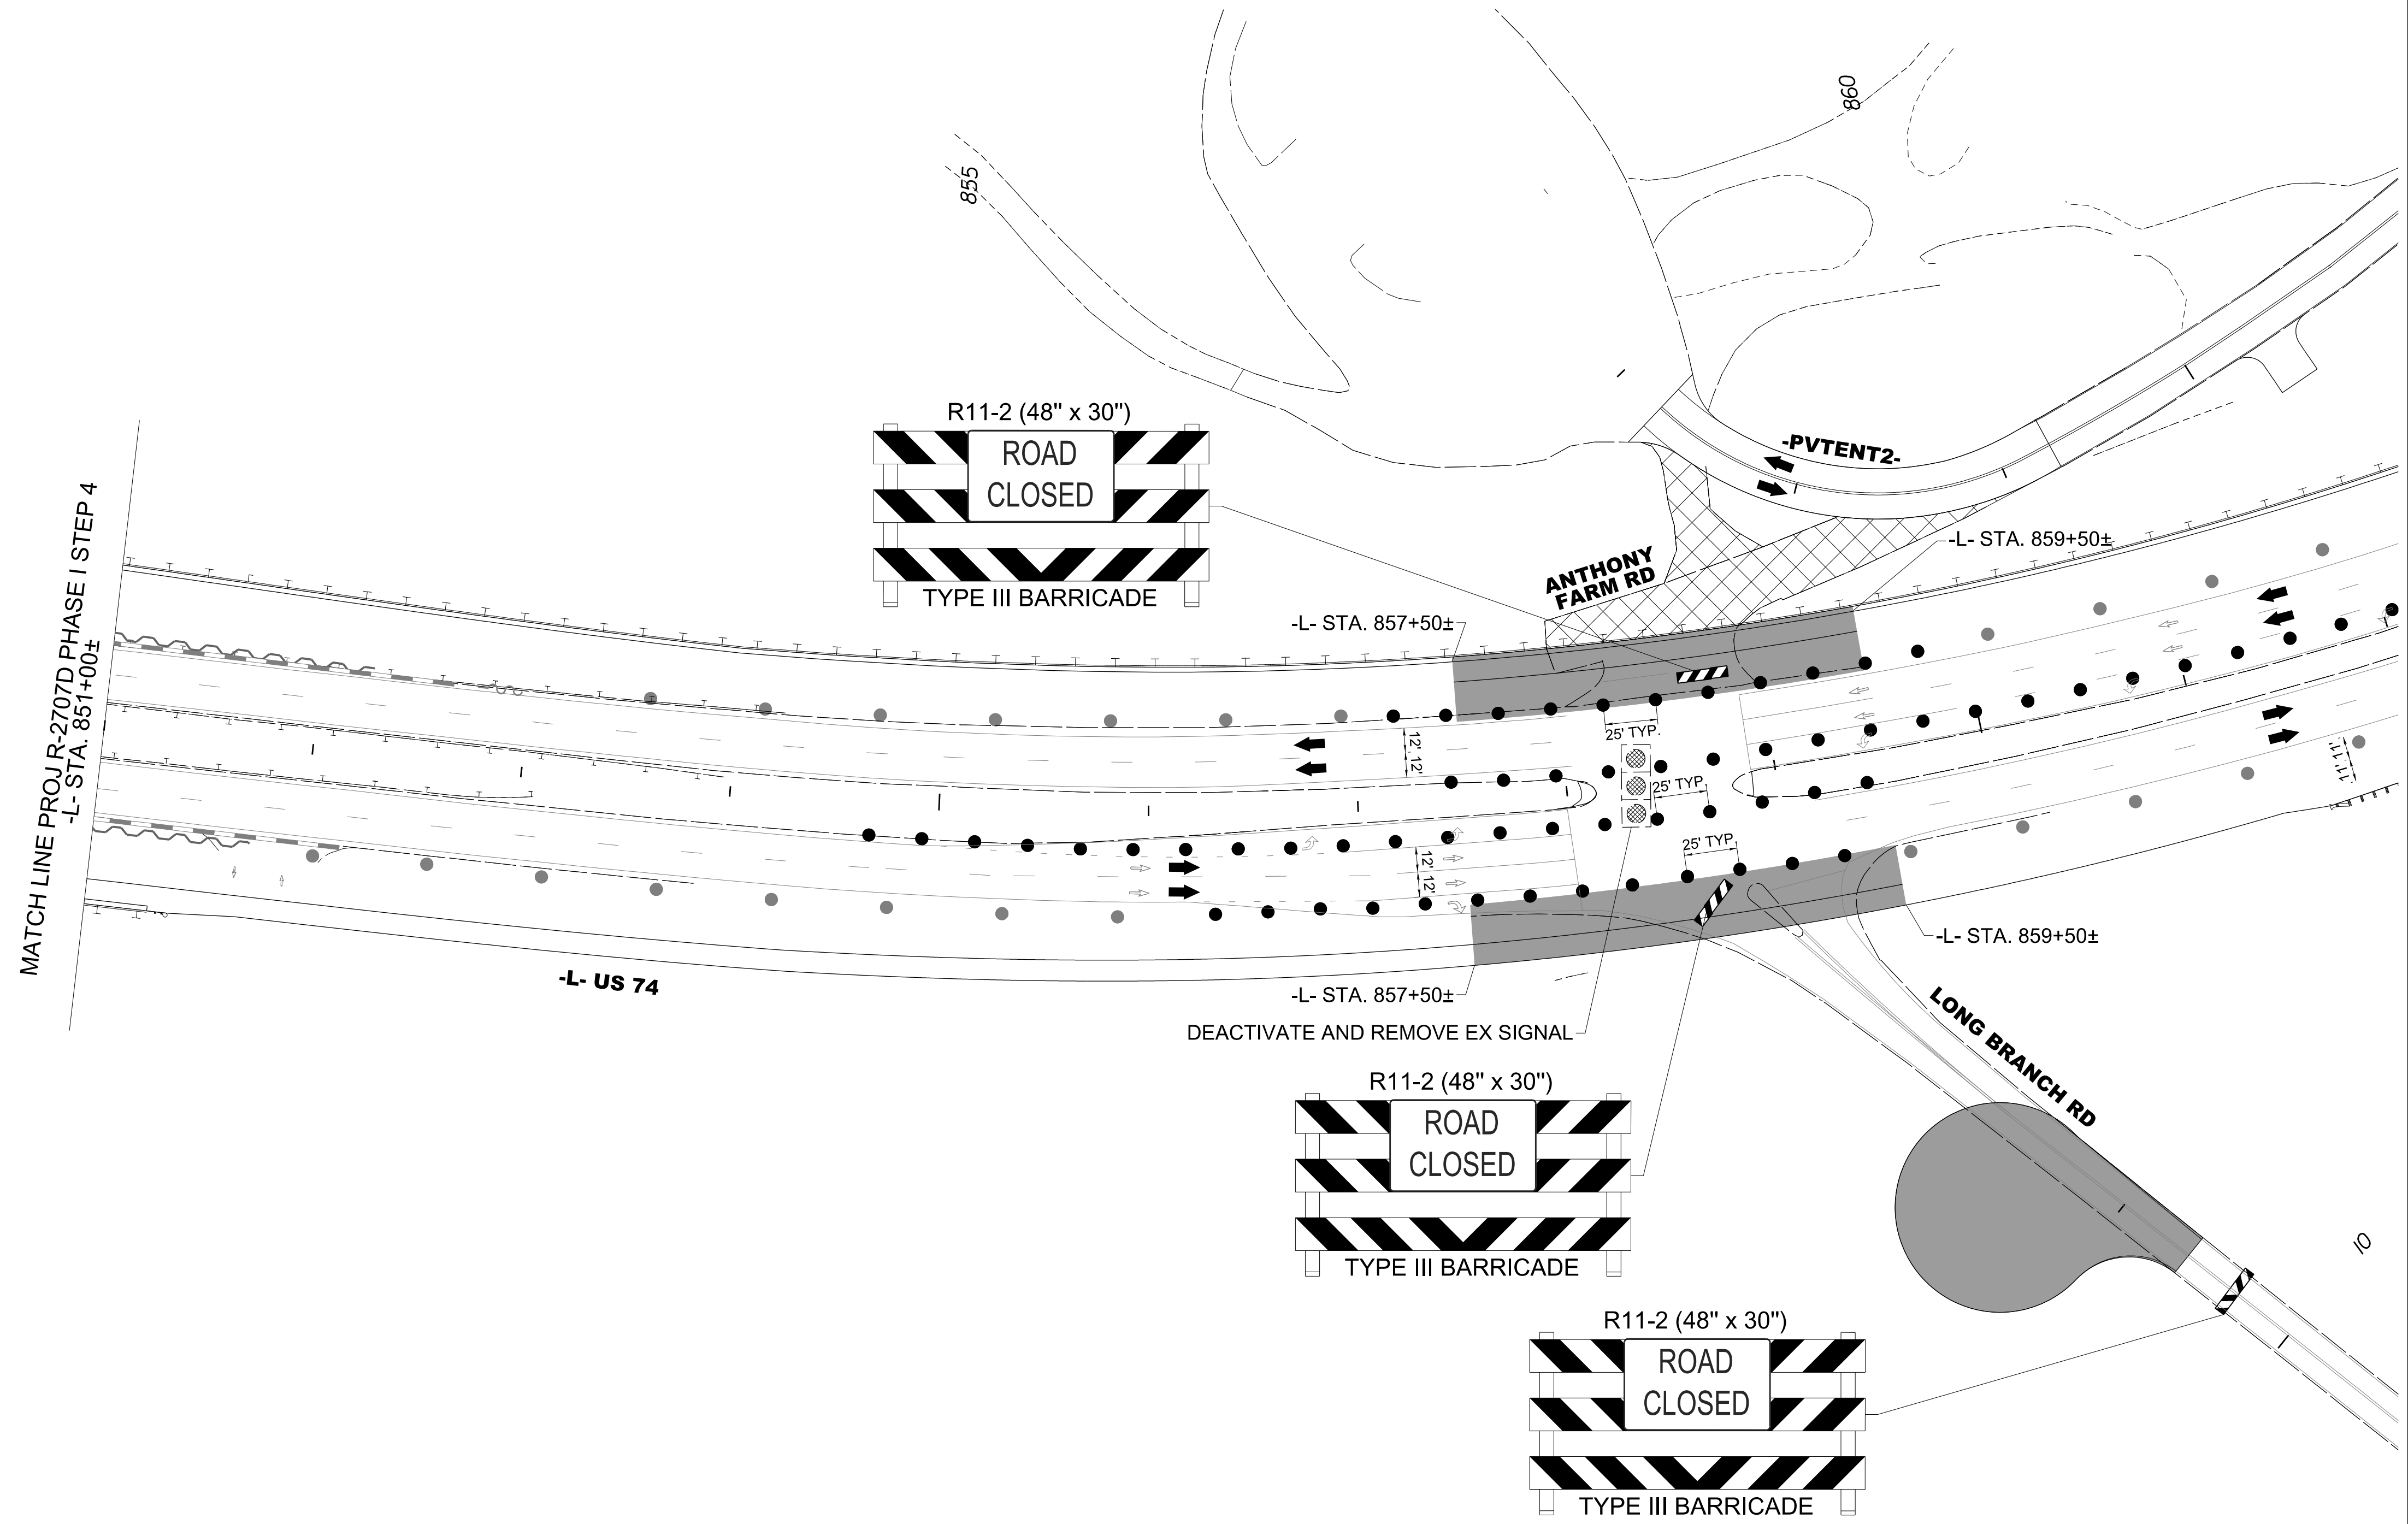 860
855
R11-2 (48" x 30")
ROAD
CLOSED
TYPE III BARRICADE
-PVTENT2-
MATCH LINE PROJ R-2707D PHASE I STEP 4
-L- STA. 851+00±
ANTHONY
FARM RD
-L- STA. 859+50±
-L- STA. 857+50±
25' TYP.
12'
12'
25' TYP.
11'
11'
25' TYP.
12'
12'
-L- US 74
-L- STA. 859+50±
-L- STA. 857+50±
DEACTIVATE AND REMOVE EX SIGNAL
LONG BRANCH RD
R11-2 (48" x 30")
ROAD
CLOSED
TYPE III BARRICADE
10
R11-2 (48" x 30")
ROAD
CLOSED
TYPE III BARRICADE